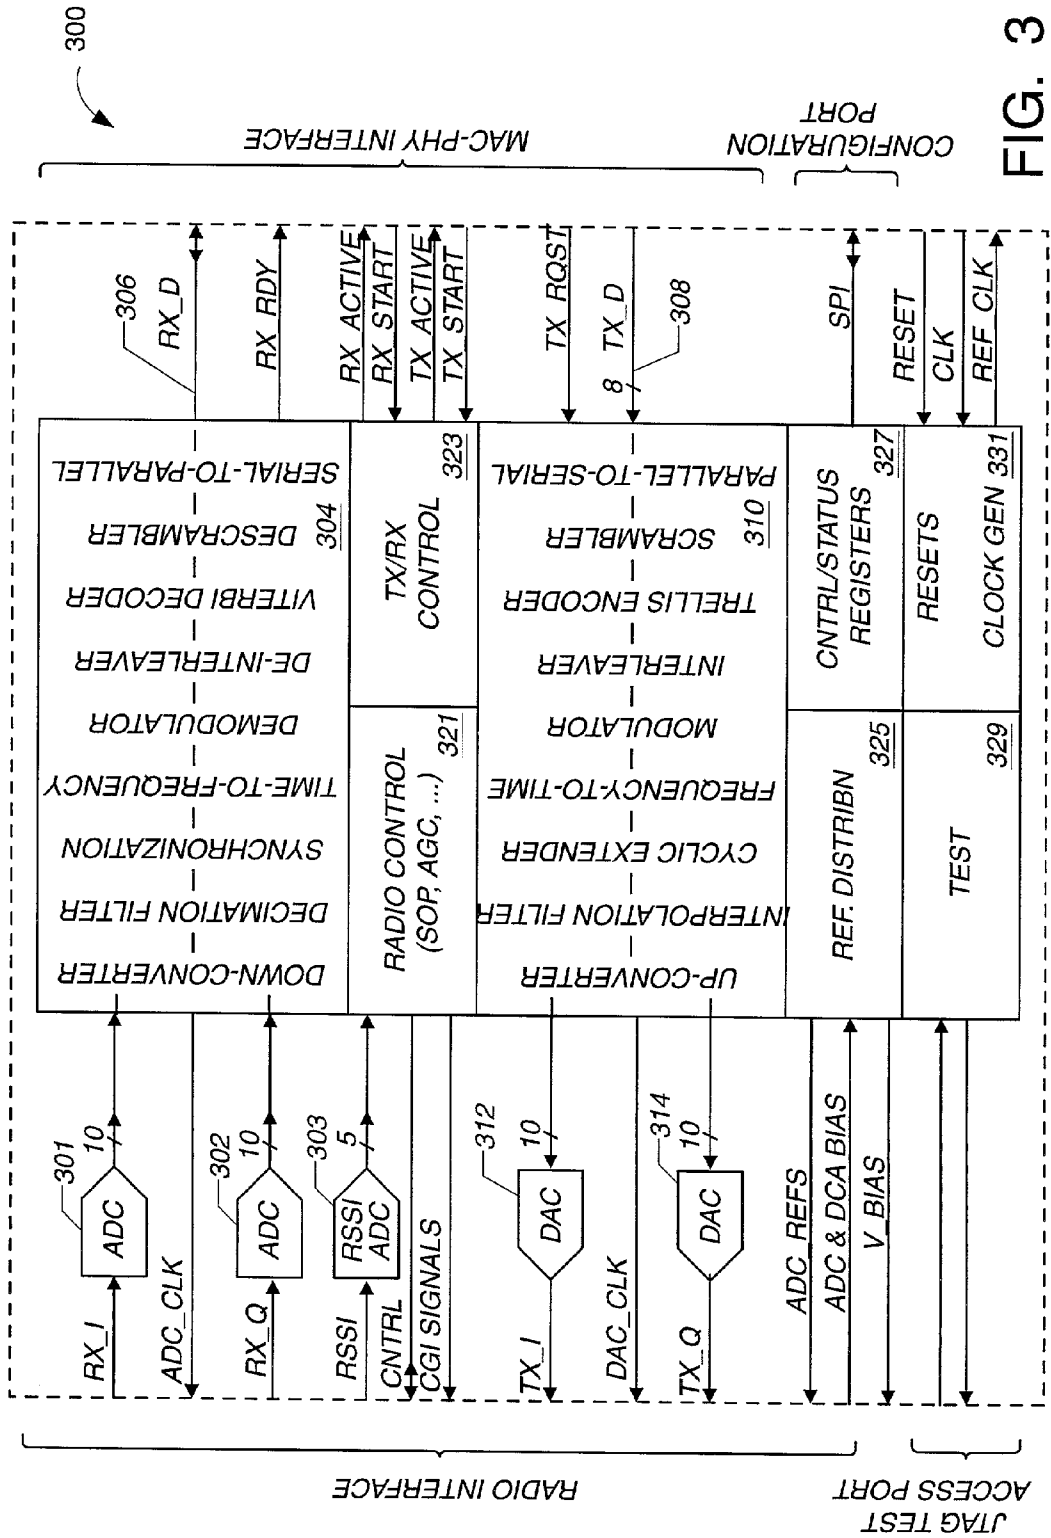 300
RADIO INTERFACE
JTAG TEST
ACCESS PORT
MAC-PHY INTERFACE
CONFIGURATION
PORT
RX_I
ADC
301
10
ADC_CLK
RX_Q
ADC
302
10
RSSI
RSSI
ADC
303
5
CNTRL
CGI SIGNALS
TX_I
DAC
312
10
DAC_CLK
TX_Q
DAC
314
10
ADC_REFS
ADC & DCA BIAS
V_BIAS
DOWN-CONVERTER
DECIMATION FILTER
SYNCHRONIZATION
TIME-TO-FREQUENCY
DEMODULATOR
DE-INTERLEAVER
VITERBI DECODER
DESCRAMBLER
SERIAL-TO-PARALLEL
304
RADIO CONTROL
(SOP, AGC, ...)
321
TX/RX
CONTROL
323
UP-CONVERTER
INTERPOLATION FILTER
CYCLIC EXTENDER
FREQUENCY-TO-TIME
MODULATOR
INTERLEAVER
TRELLIS ENCODER
SCRAMBLER
PARALLEL-TO-SERIAL
310
REF. DISTRIBN
325
CNTRL/STATUS
REGISTERS
327
TEST
329
RESETS
CLOCK GEN
331
306
RX_D
RX_RDY
RX_ACTIVE
RX_START
TX_ACTIVE
TX_START
TX_RQST
TX_D
8
308
SPI
RESET
CLK
REF_CLK
FIG. 3